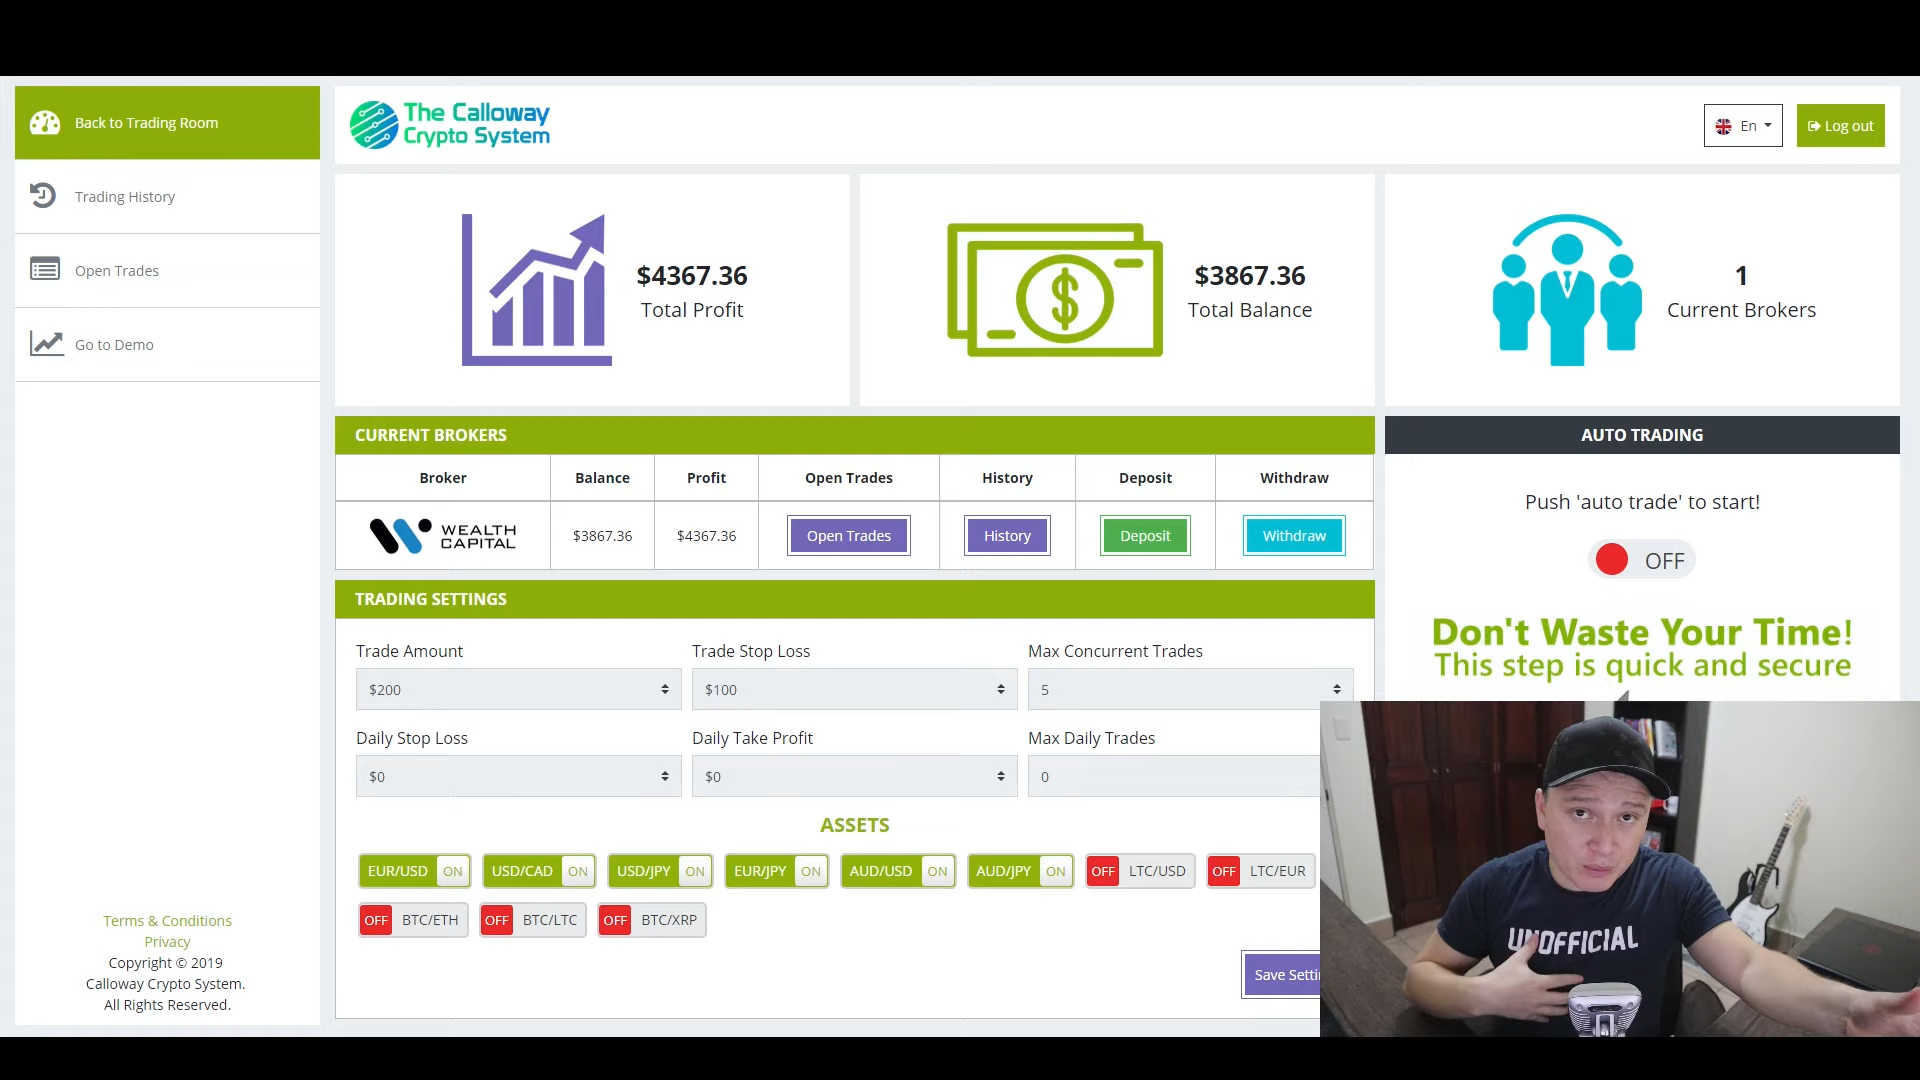 Back to Trading Room
Trading History
Open Trades
Go to Demo
Terms & Conditions
Privacy
Copyright © 2019
Calloway Crypto System.
All Rights Reserved.
The Calloway
Crypto System
En
Log out
$4367.36
Total Profit
$3867.36
Total Balance
1
Current Brokers
CURRENT BROKERS
Broker Balance Profit Open Trades History Deposit Withdraw
WEALTH
CAPITAL
$3867.36 $4367.36 Open Trades History Deposit Withdraw
TRADING SETTINGS
Trade Amount Trade Stop Loss Max Concurrent Trades
$200 $100 5
Daily Stop Loss Daily Take Profit Max Daily Trades
$0 $0 0
ASSETS
EUR/USD ON USD/CAD ON USD/JPY ON EUR/JPY ON AUD/USD ON AUD/JPY ON OFF LTC/USD OFF LTC/EUR
OFF BTC/ETH OFF BTC/LTC OFF BTC/XRP
Save Setti
AUTO TRADING
Push 'auto trade' to start!
OFF
Don't Waste Your Time!
This step is quick and secure
UNOFFICIAL